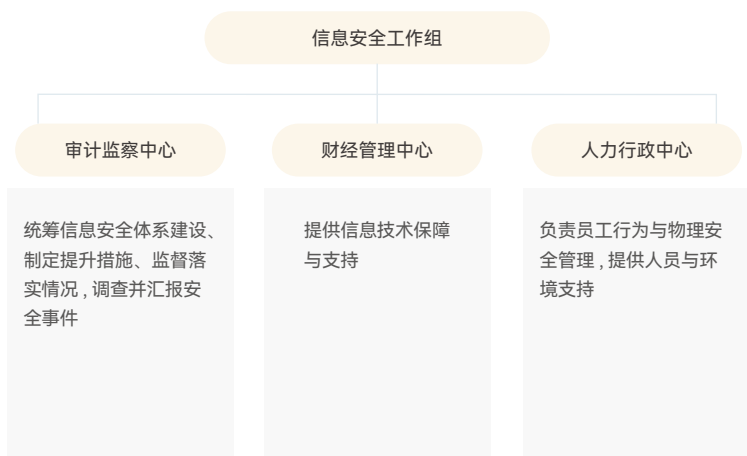 信息安全工作组
审计监察中心
财经管理中心
人力行政中心
统筹信息安全体系建设、
制定提升措施、监督落
实情况 , 调查并汇报安
全事件
提供信息技术保障
与支持
负责员工行为与物理安
全管理 , 提供人员与环
境支持